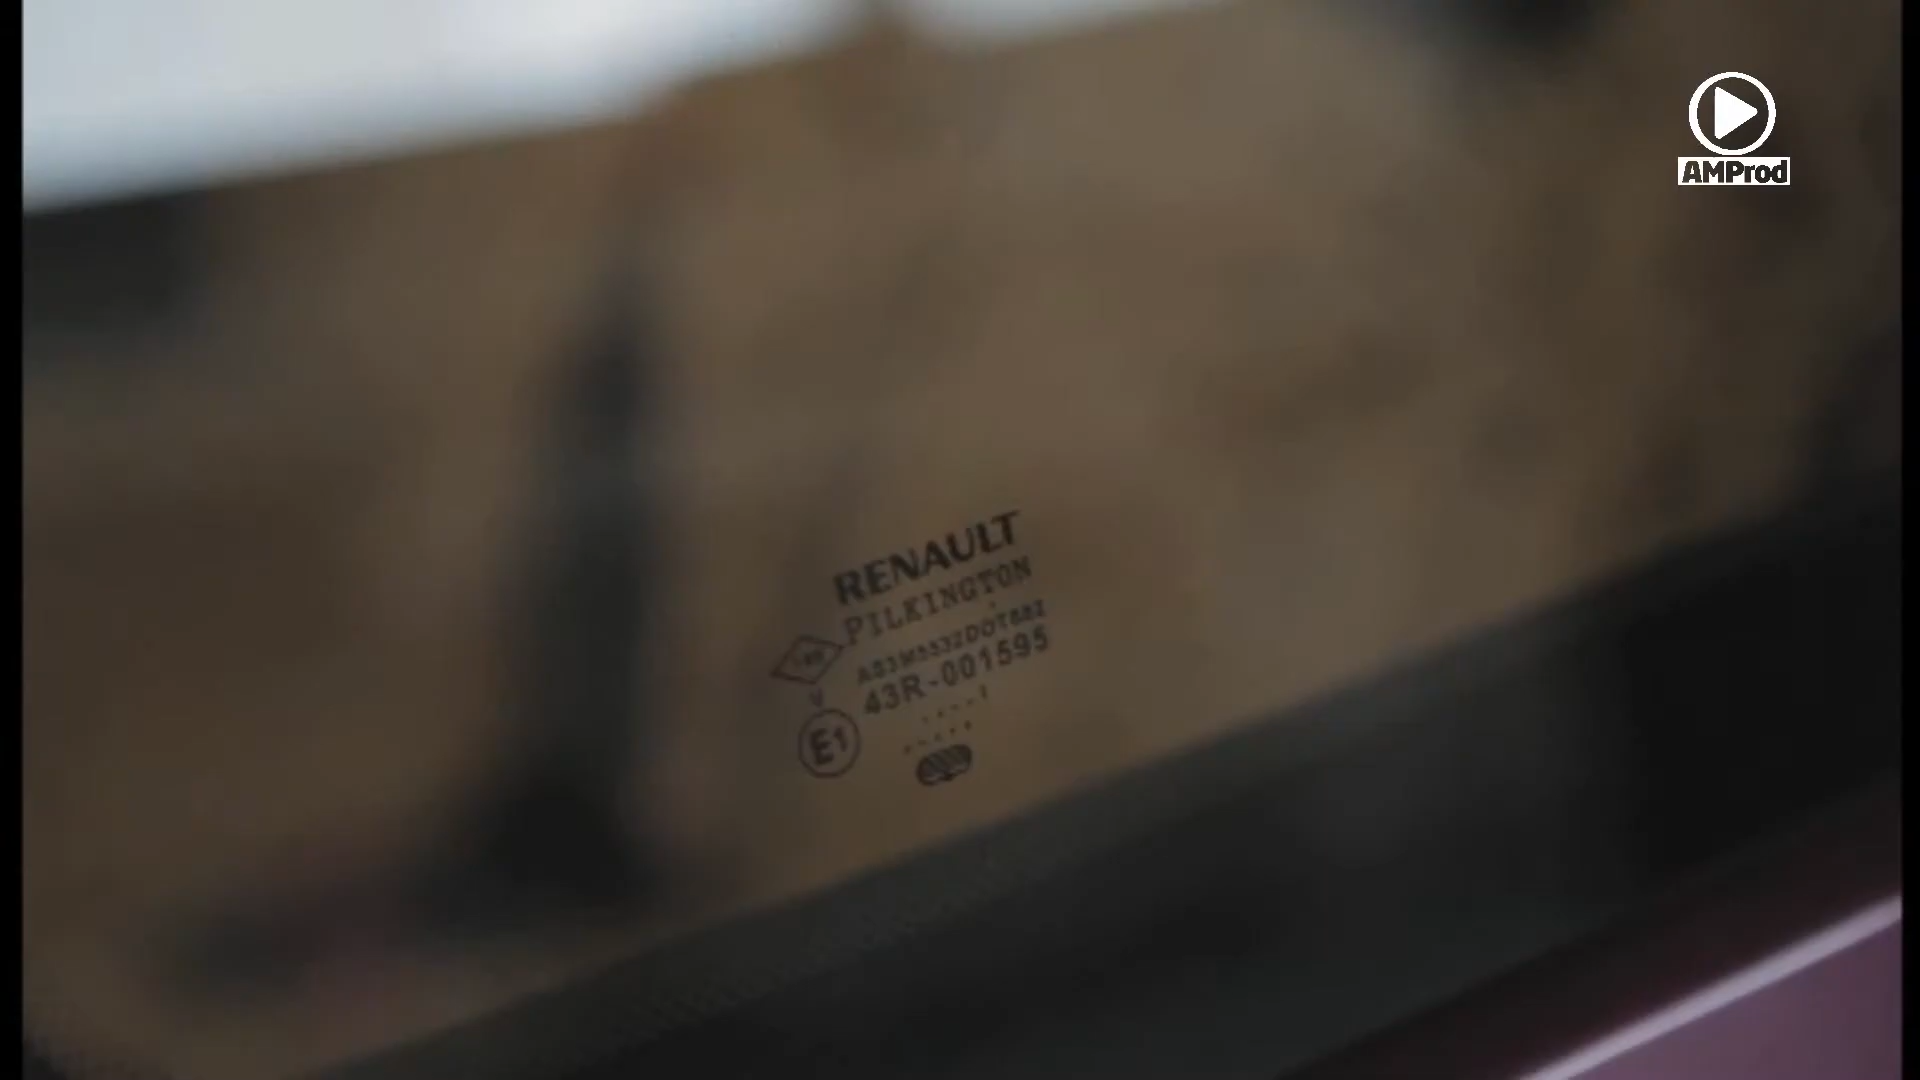 AMProd
RENAULT
PILKINGTON
43R-001595
E1